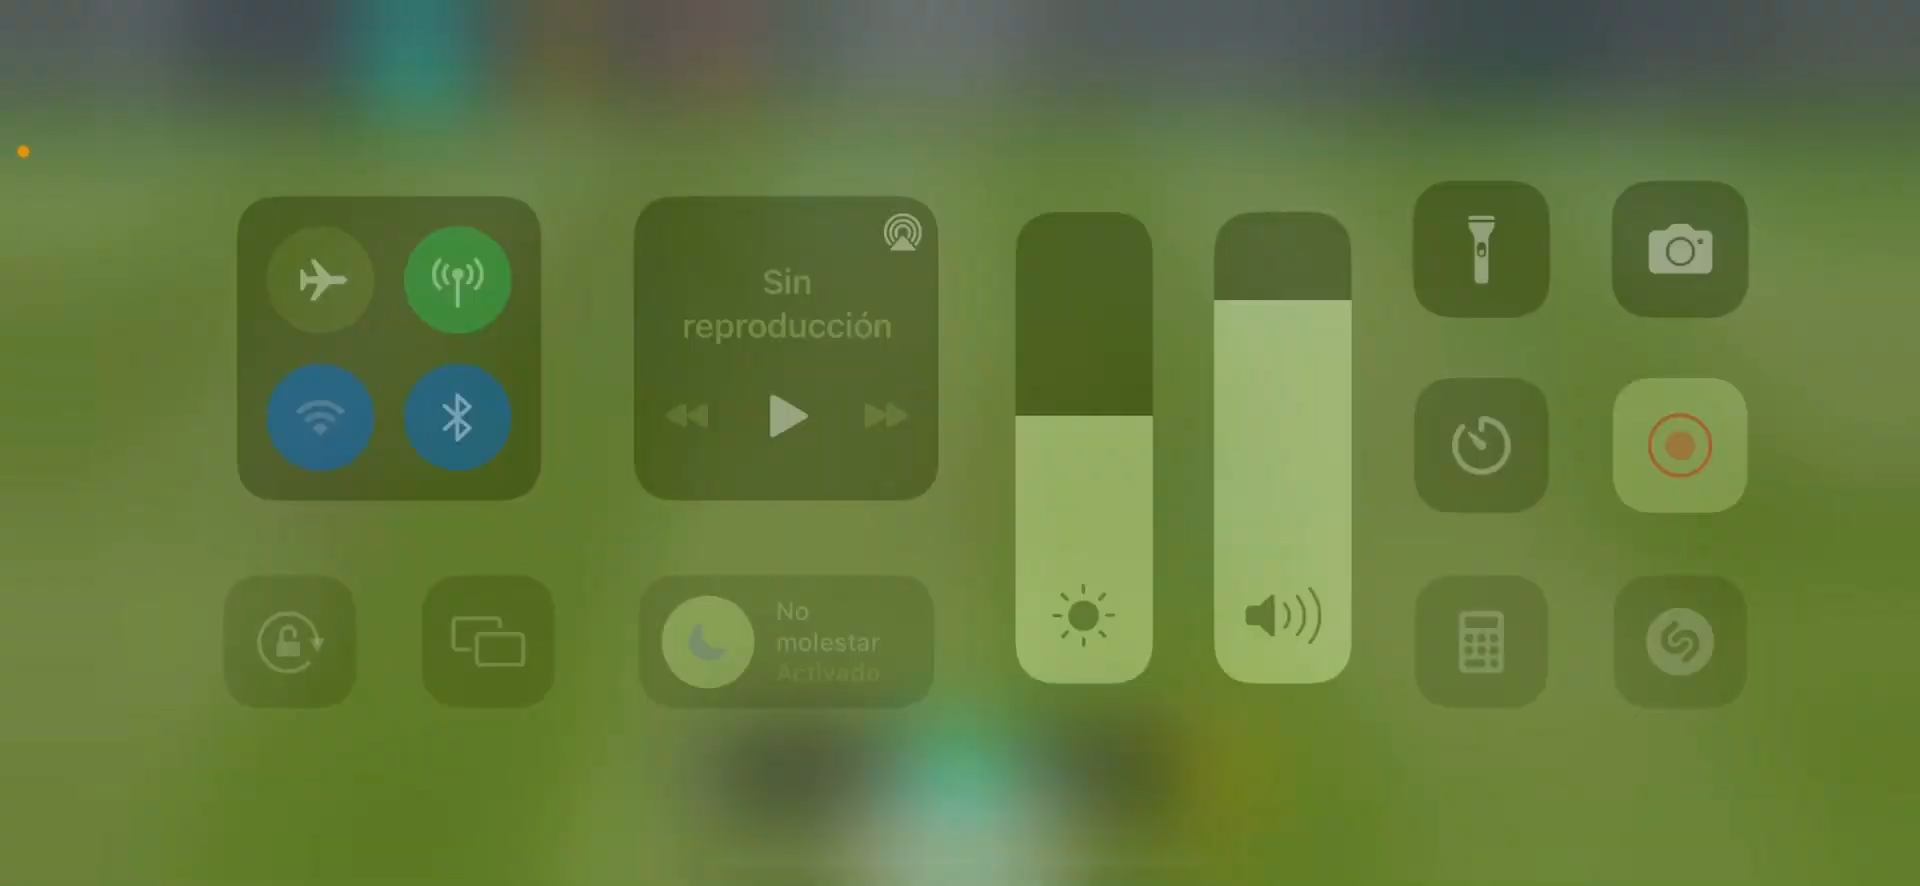 Sin
reproducción
No
molestar
Activado